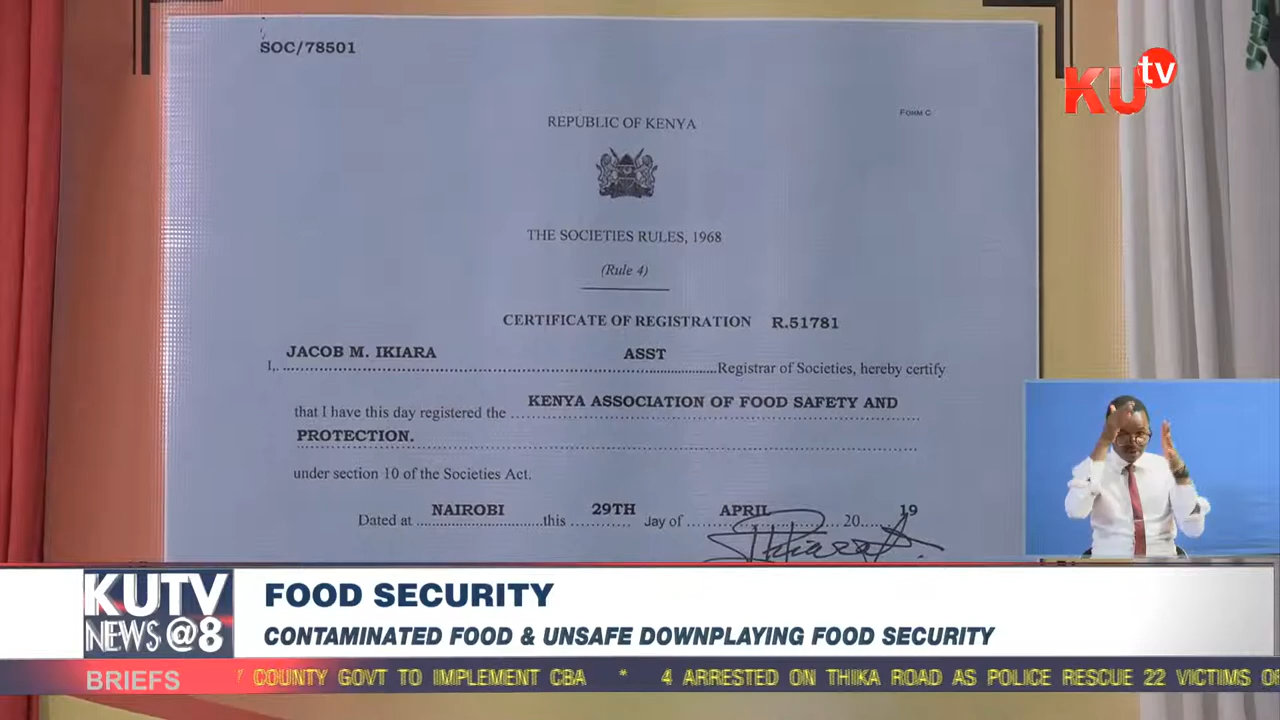 SOC/78501
KUtv
FORM C
REPUBLIC OF KENYA
THE SOCIETIES RULES, 1968
(Rule 4)
CERTIFICATE OF REGISTRATION R.51781
I, JACOB M. IKIARA ASST Registrar of Societies, hereby certify
that I have this day registered the KENYA ASSOCIATION OF FOOD SAFETY AND
PROTECTION.
under section 10 of the Societies Act.
Dated at NAIROBI this 29TH Jay of APRIL 20 19
KUTV
NEWS @8
FOOD SECURITY
CONTAMINATED FOOD & UNSAFE DOWNPLAYING FOOD SECURITY
BRIEFS
COUNTY GOVT TO IMPLEMENT CBA * 4 ARRESTED ON THIKA ROAD AS POLICE RESCUE 22 VICTIMS